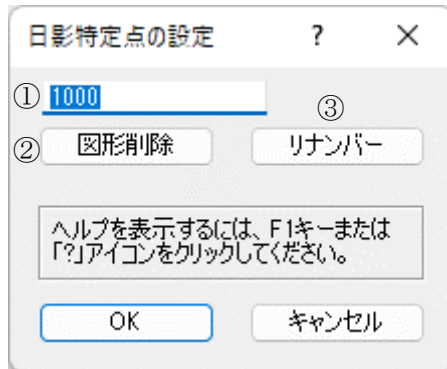 日影特定点の設定 ? ×
① 1000
③
② 図形削除 リナンバー
ヘルプを表示するには、F1キーまたは
「?」アイコンをクリックしてください。
OK キャンセル